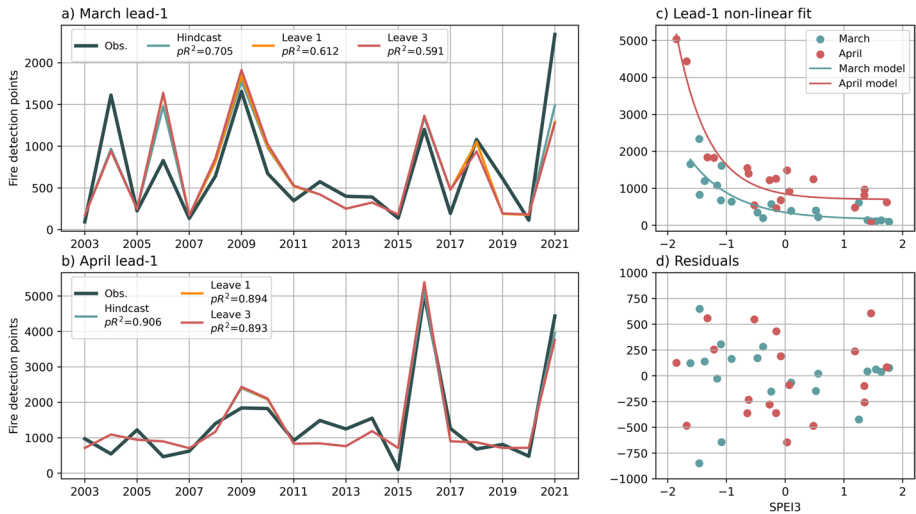 a) March lead-1
Fire detection points
2000
1500
1000
500
0
Obs.
Hindcast
pR²=0.705
Leave 1
pR²=0.612
Leave 3
pR²=0.591
2003 2005 2007 2009 2011 2013 2015 2017 2019 2021
b) April lead-1
Fire detection points
5000
4000
3000
2000
1000
0
Obs.
Hindcast
pR²=0.906
Leave 1
pR²=0.894
Leave 3
pR²=0.893
2003 2005 2007 2009 2011 2013 2015 2017 2019 2021
c) Lead-1 non-linear fit
5000
4000
3000
2000
1000
0
March
April
March model
April model
−2 −1 0 1 2
d) Residuals
1000
750
500
250
0
−250
−500
−750
−1000
−2 −1 0 1 2
SPEI3